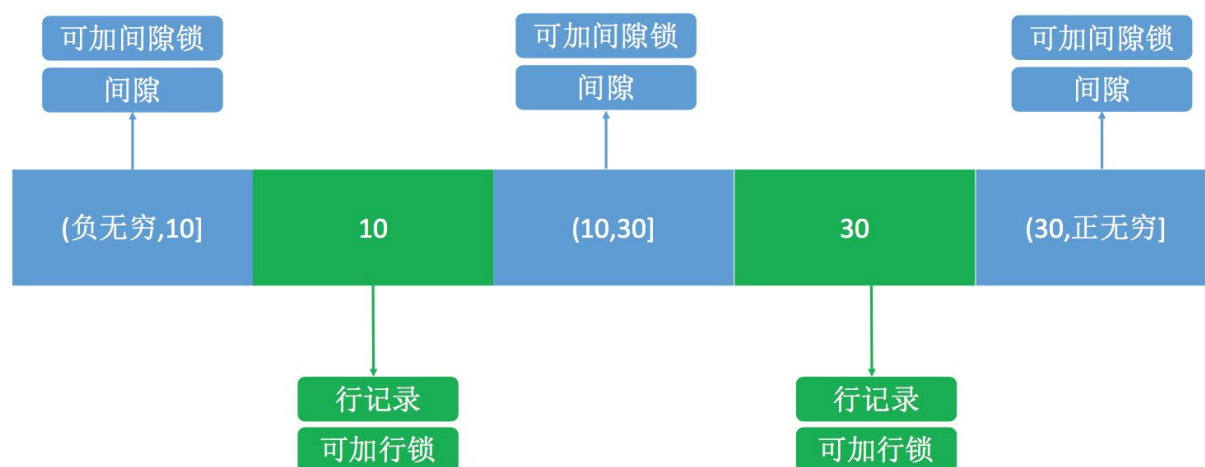 可加间隙锁
间隙
可加间隙锁
间隙
可加间隙锁
间隙
(负无穷,10]
10
(10,30]
30
(30,正无穷]
行记录
可加行锁
行记录
可加行锁